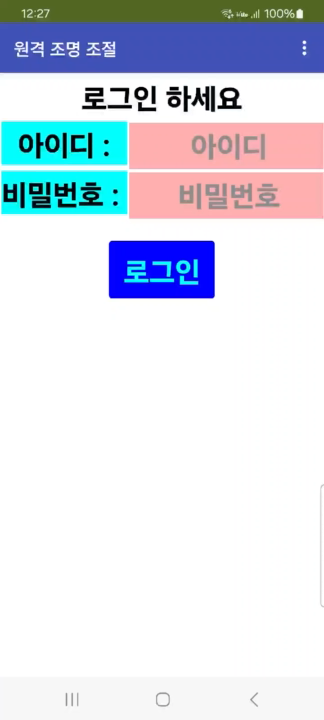 12:27
100%
원격 조명 조절
로그인 하세요
아이디 : 아이디
비밀번호 : 비밀번호
로그인